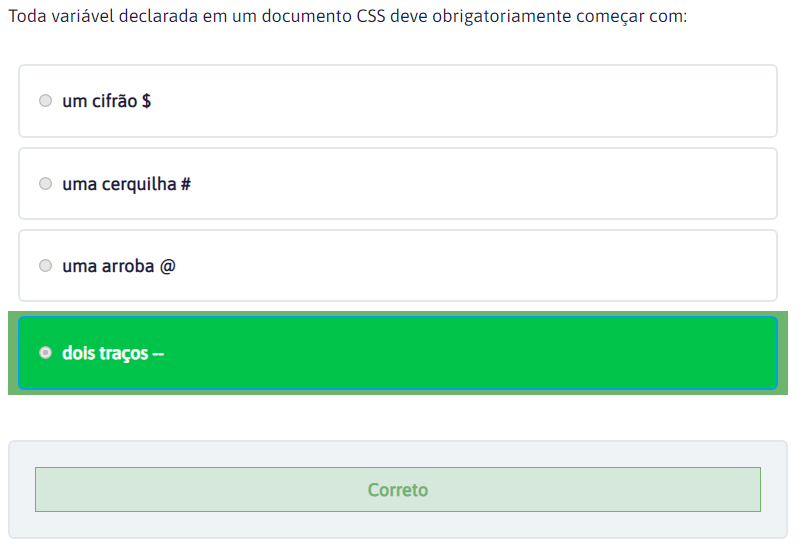 Toda variável declarada em um documento CSS deve obrigatoriamente começar com:
um cifrão $
uma cerquilha #
uma arroba @
dois traços --
Correto